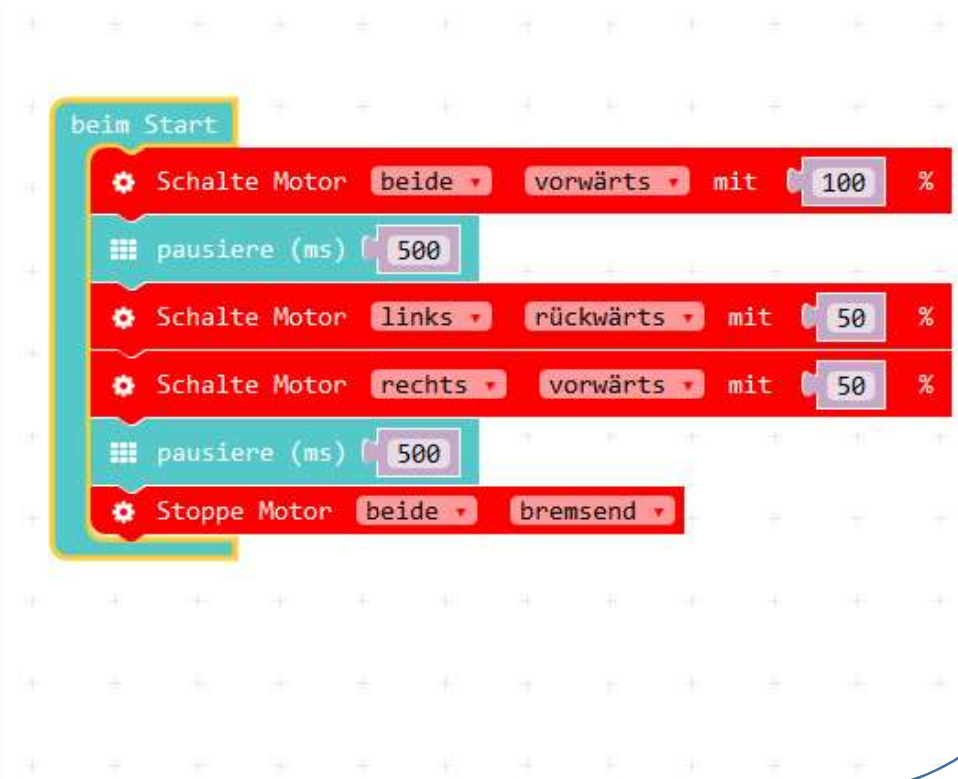 beim Start
Schalte Motor beide vorwärts mit 100 %
pausiere (ms) 500
Schalte Motor links rückwärts mit 50 %
Schalte Motor rechts vorwärts mit 50 %
pausiere (ms) 500
Stoppe Motor beide bremsend